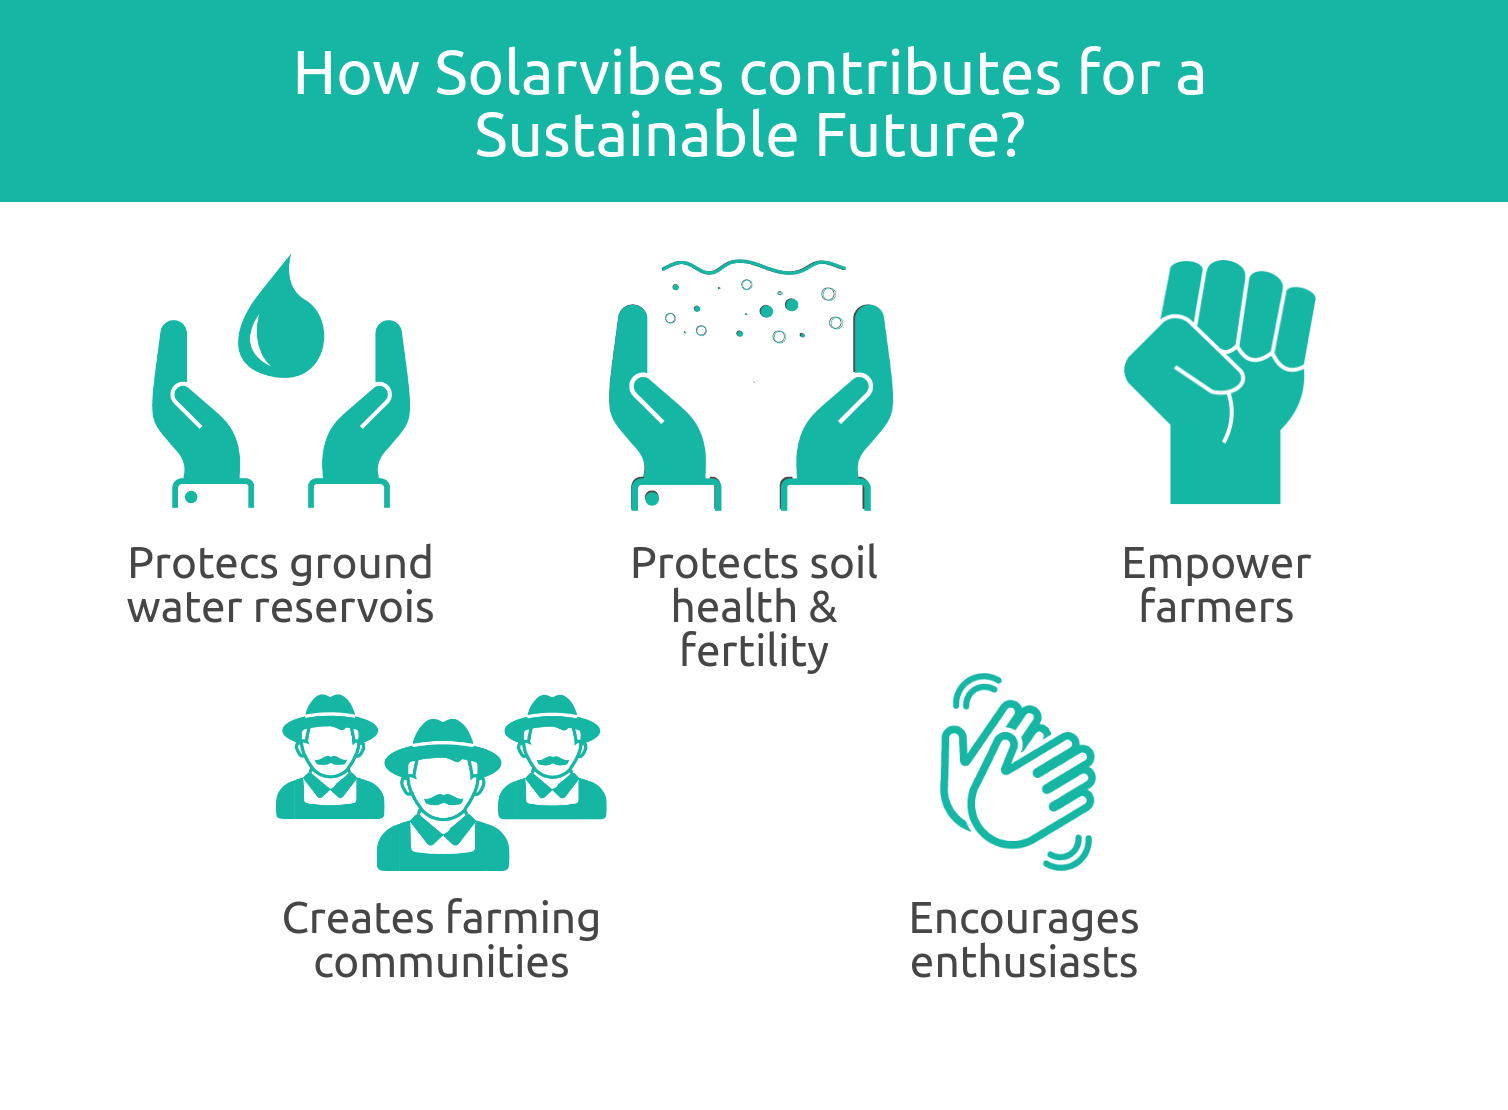 How Solarvibes contributes for a
Sustainable Future?
Protecs ground
water reservois
Protects soil
health &
fertility
Empower
farmers
Creates farming
communities
Encourages
enthusiasts